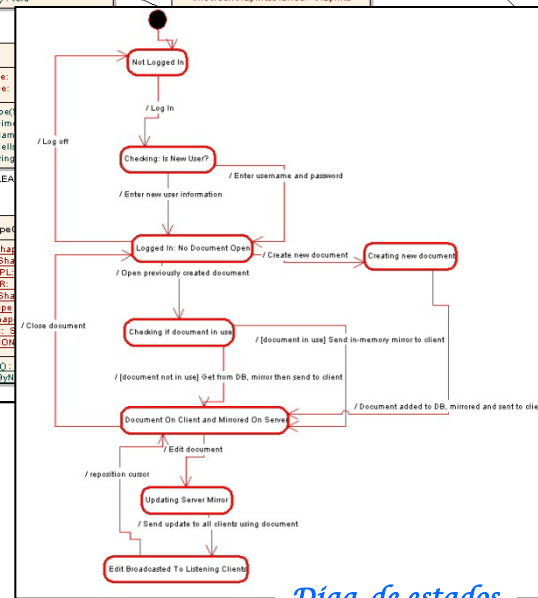 Not Logged In
/ Log In
/ Log off
Checking: Is New User?
/ Enter username and password
/ Enter new user information
Logged In: No Document Open
/ Create new document
Creating new document
/ Open previously created document
/ Close document
Checking if document in use
/ [document in use] Send in-memory mirror to client
/ [document not in use] Get from DB, mirror then send to client
/ Document added to DB, mirrored and sent to clie
Document On Client and Mirrored On Server
/ Edit document
/ reposition cursor
Updating Server Mirror
/ Send update to all clients using document
Edit Broadcasted To Listening Clients
Diag. de estados